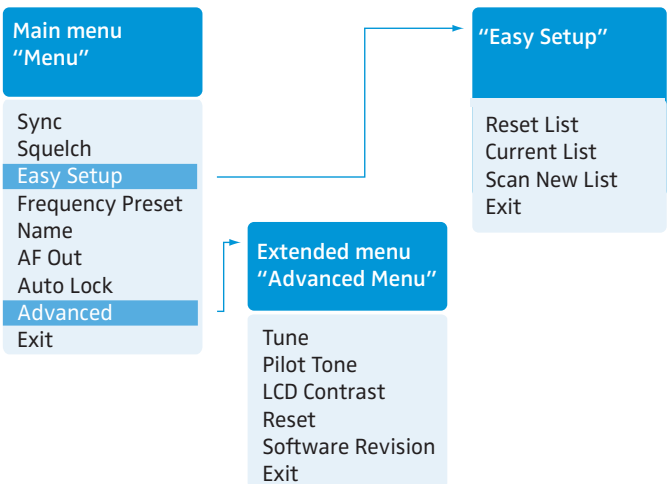 Main menu
“Menu”
Sync
Squelch
Easy Setup
Frequency Preset
Name
AF Out
Auto Lock
Advanced
Exit
“Easy Setup”
Reset List
Current List
Scan New List
Exit
Extended menu
“Advanced Menu”
Tune
Pilot Tone
LCD Contrast
Reset
Software Revision
Exit